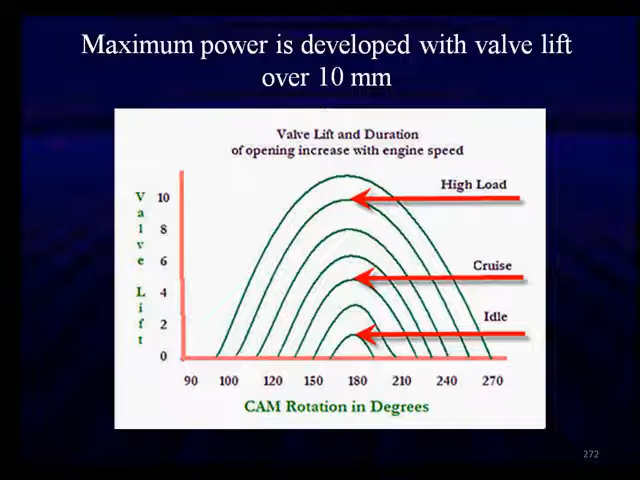 Maximum power is developed with valve lift
over 10 mm
Valve Lift and Duration
of opening increase with engine speed
High Load
Cruise
Idle
Valve Lift
10
8
6
4
2
0
90 100 120 150 180 210 240 270
CAM Rotation in Degrees
272